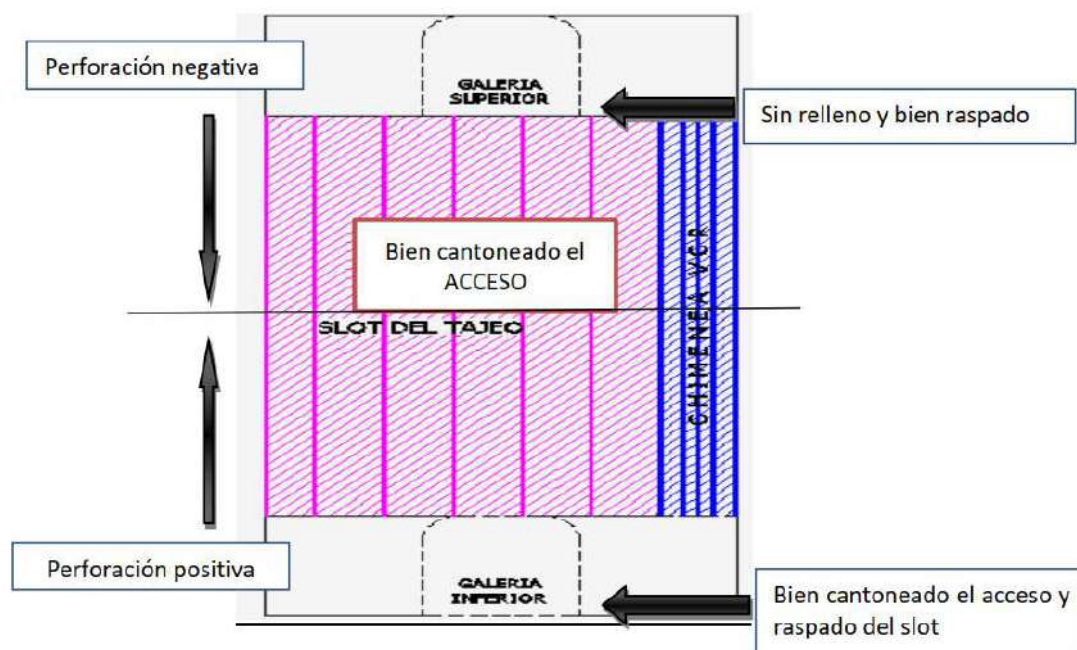 Perforación negativa
GALERIA
SUPERIOR
Sin relleno y bien raspado
Bien cantoneado el
ACCESO
SLOT DEL TAJEO
CHIMENEA VCR
Perforación positiva
GALERIA
INFERIOR
Bien cantoneado el acceso y
raspado del slot